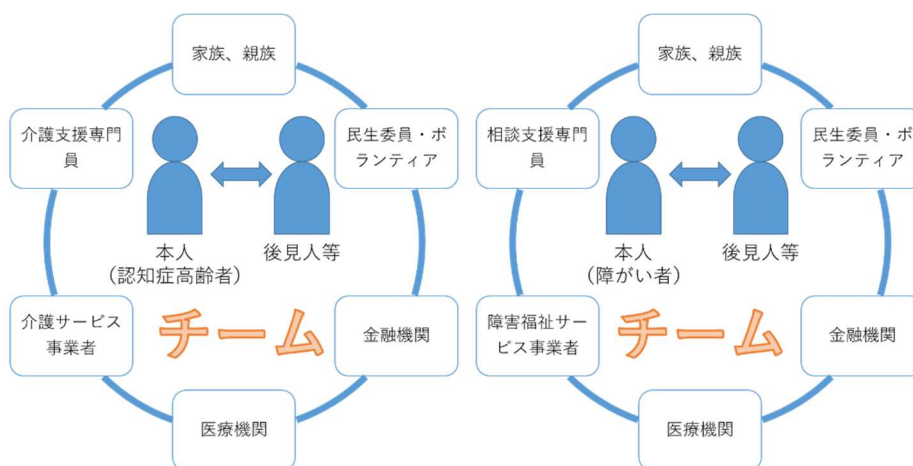 家族、親族
介護支援専門
員
民生委員・ボ
ランティア
本人
（認知症高齢者）
後見人等
介護サービス
事業者
チーム
金融機関
医療機関
家族、親族
相談支援専門
員
民生委員・ボ
ランティア
本人
（障がい者）
後見人等
障害福祉サー
ビス事業者
チーム
金融機関
医療機関